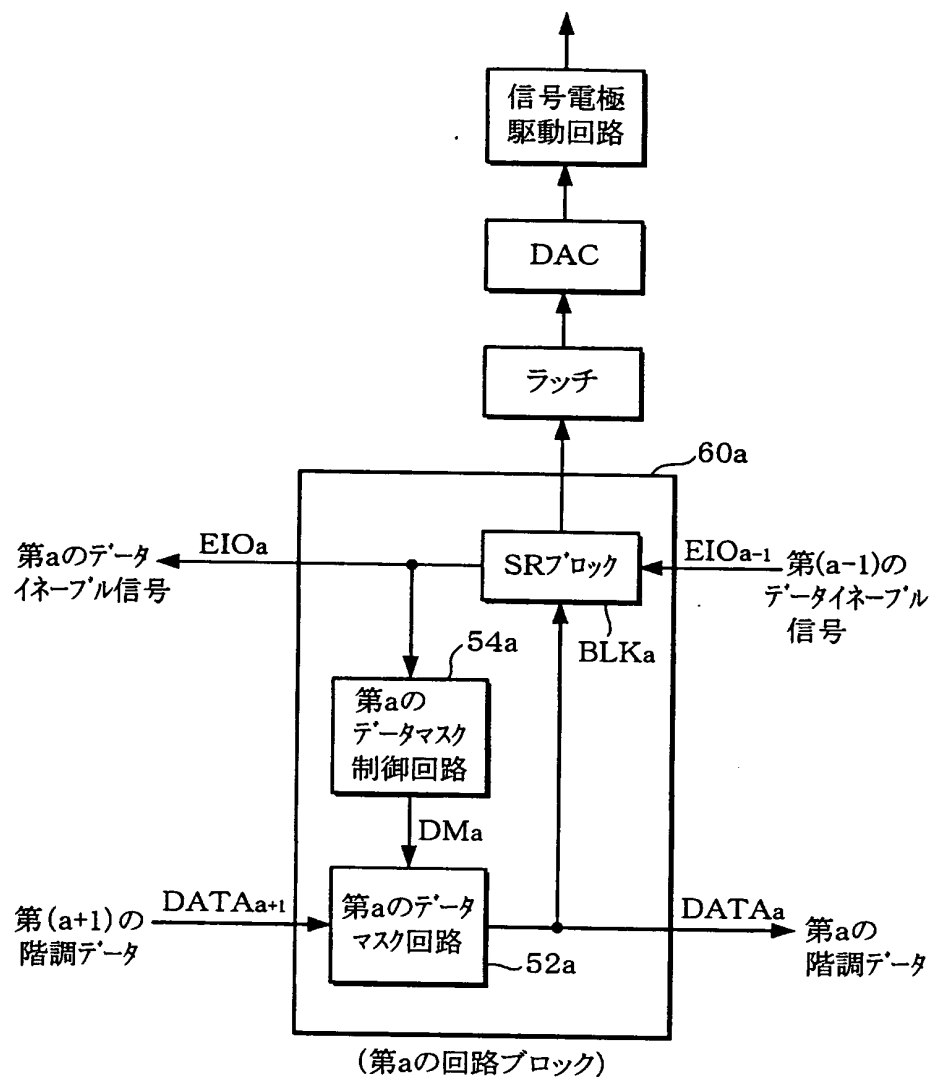 信号電極
駆動回路
DAC
ラッチ
60a
第aのデータ
イネーブル信号
EIOa
SRブロック
EIOa-1
第(a-1)の
データイネーブル
信号
BLKa
54a
第aの
データマスク
制御回路
DMa
第(a+1)の
階調データ
DATAa+1
第aのデータ
マスク回路
52a
DATAa
第aの
階調データ
(第aの回路ブロック)